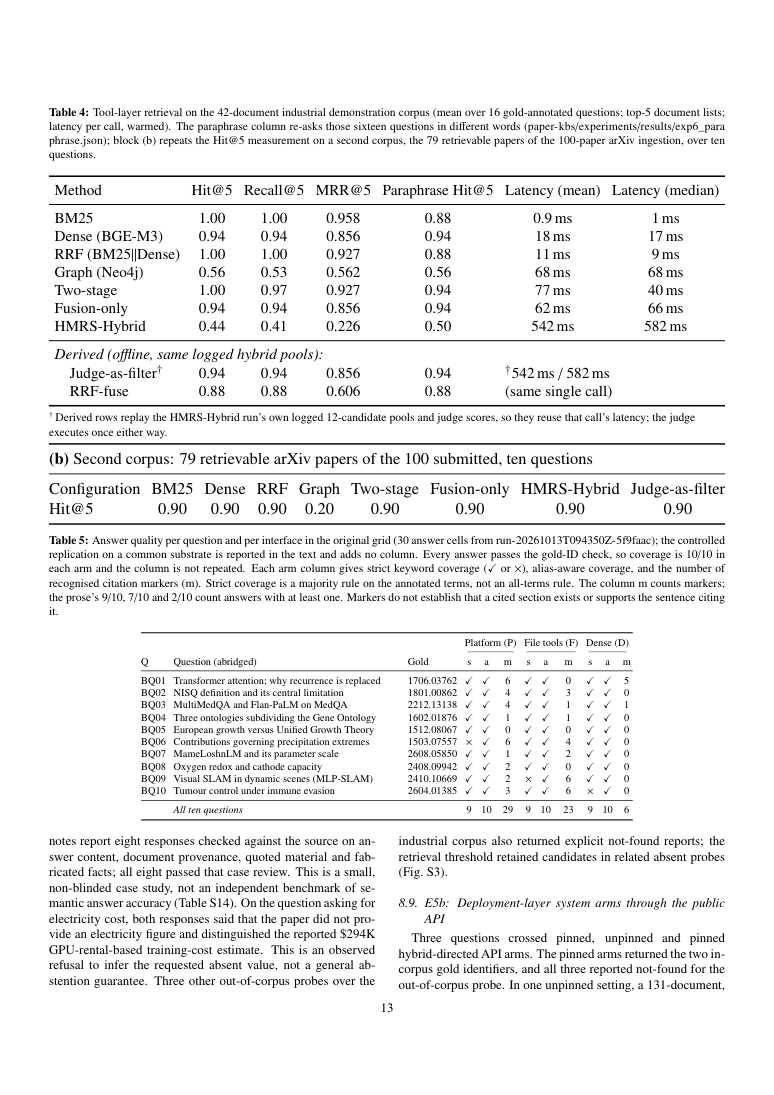 Table 4: Tool-layer retrieval on the 42-document industrial demonstration corpus (mean over 16 gold-annotated questions; top-5 document lists;
latency per call, warmed). The paraphrase column re-asks those sixteen questions in different words (paper-kbs/experiments/results/exp6_para
phrase.json); block (b) repeats the Hit@5 measurement on a second corpus, the 79 retrievable papers of the 100-paper arXiv ingestion, over ten
questions.
Method Hit@5 Recall@5 MRR@5 Paraphrase Hit@5 Latency (mean) Latency (median)
BM25 1.00 1.00 0.958 0.88 0.9 ms 1 ms
Dense (BGE-M3) 0.94 0.94 0.856 0.94 18 ms 17 ms
RRF (BM25‖Dense) 1.00 1.00 0.927 0.88 11 ms 9 ms
Graph (Neo4j) 0.56 0.53 0.562 0.56 68 ms 68 ms
Two-stage 1.00 0.97 0.927 0.94 77 ms 40 ms
Fusion-only 0.94 0.94 0.856 0.94 62 ms 66 ms
HMRS-Hybrid 0.44 0.41 0.226 0.50 542 ms 582 ms
Derived (offline, same logged hybrid pools):
Judge-as-filter† 0.94 0.94 0.856 0.94 †542 ms / 582 ms
RRF-fuse 0.88 0.88 0.606 0.88 (same single call)
† Derived rows replay the HMRS-Hybrid run's own logged 12-candidate pools and judge scores, so they reuse that call's latency; the judge
executes once either way.
(b) Second corpus: 79 retrievable arXiv papers of the 100 submitted, ten questions
Configuration BM25 Dense RRF Graph Two-stage Fusion-only HMRS-Hybrid Judge-as-filter
Hit@5 0.90 0.90 0.90 0.20 0.90 0.90 0.90 0.90
Table 5: Answer quality per question and per interface in the original grid (30 answer cells from run-20261013T094350Z-5f9faac); the controlled
replication on a common substrate is reported in the text and adds no column. Every answer passes the gold-ID check, so coverage is 10/10 in
each arm and the column is not repeated. Each arm column gives strict keyword coverage (✓ or ×), alias-aware coverage, and the number of
recognised citation markers (m). Strict coverage is a majority rule on the annotated terms, not an all-terms rule. The column m counts markers;
the prose's 9/10, 7/10 and 2/10 count answers with at least one. Markers do not establish that a cited section exists or supports the sentence citing
it.
Platform (P) File tools (F) Dense (D)
Q Question (abridged) Gold s a m s a m s a m
BQ01 Transformer attention; why recurrence is replaced 1706.03762 ✓ ✓ 6 ✓ ✓ 0 ✓ ✓ 5
BQ02 NISQ definition and its central limitation 1801.00862 ✓ ✓ 4 ✓ ✓ 3 ✓ ✓ 0
BQ03 MultiMedQA and Flan-PaLM on MedQA 2212.13138 ✓ ✓ 4 ✓ ✓ 1 ✓ ✓ 1
BQ04 Three ontologies subdividing the Gene Ontology 1602.01876 ✓ ✓ 1 ✓ ✓ 1 ✓ ✓ 0
BQ05 European growth versus Unified Growth Theory 1512.08067 ✓ ✓ 0 ✓ ✓ 0 ✓ ✓ 0
BQ06 Contributions governing precipitation extremes 1503.07557 × ✓ 6 ✓ ✓ 4 ✓ ✓ 0
BQ07 MameLoshnLM and its parameter scale 2608.05850 ✓ ✓ 1 ✓ ✓ 2 ✓ ✓ 0
BQ08 Oxygen redox and cathode capacity 2408.09942 ✓ ✓ 2 ✓ ✓ 0 ✓ ✓ 0
BQ09 Visual SLAM in dynamic scenes (MLP-SLAM) 2410.10669 ✓ ✓ 2 × ✓ 6 ✓ ✓ 0
BQ10 Tumour control under immune evasion 2604.01385 ✓ ✓ 3 ✓ ✓ 6 × ✓ 0
All ten questions 9 10 29 9 10 23 9 10 6
notes report eight responses checked against the source on an-
swer content, document provenance, quoted material and fab-
ricated facts; all eight passed that case review. This is a small,
non-blinded case study, not an independent benchmark of se-
mantic answer accuracy (Table S14). On the question asking for
electricity cost, both responses said that the paper did not pro-
vide an electricity figure and distinguished the reported $294K
GPU-rental-based training-cost estimate. This is an observed
refusal to infer the requested absent value, not a general ab-
stention guarantee. Three other out-of-corpus probes over the
industrial corpus also returned explicit not-found reports; the
retrieval threshold retained candidates in related absent probes
(Fig. S3).
8.9. E5b: Deployment-layer system arms through the public
API
Three questions crossed pinned, unpinned and pinned
hybrid-directed API arms. The pinned arms returned the two in-
corpus gold identifiers, and all three reported not-found for the
out-of-corpus probe. In one unpinned setting, a 131-document,
13